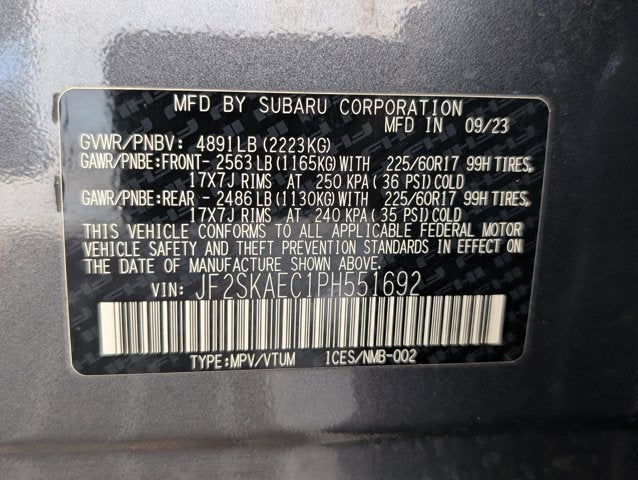 MFD BY SUBARU CORPORATION
MFD IN 09/23
GVWR/PNBV: 4891LB(2223KG)
GAWR/PNBE:FRONT- 2563LB(1165KG)WITH 225/60R17 99H TIRES,
17X7J RIMS AT 250 KPA( 36 PSI)COLD
GAWR/PNBE:REAR - 2486LB(1130KG)WITH 225/60R17 99H TIRES,
17X7J RIMS AT 240 KPA( 35 PSI)COLD
THIS VEHICLE CONFORMS TO ALL APPLICABLE FEDERAL MOTOR
VEHICLE SAFETY AND THEFT PREVENTION STANDARDS IN EFFECT ON
THE DATE OF MANUFACTURE SHOWN ABOVE.
VIN: JF2SKAEC1PH551692
TYPE:MPV/VTUM ICES/NMB-002